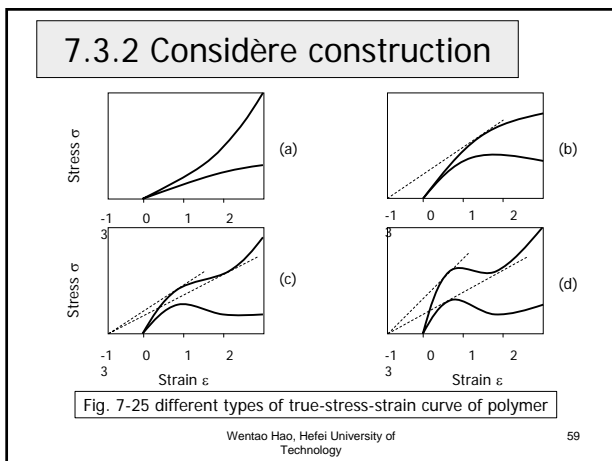 7.3.2 Considère construction
Stress σ
(a)
-1 0 1 2
3
(b)
-1 0 1 2
3
Stress σ
(c)
-1 0 1 2
3
Strain ε
(d)
-1 0 1 2
3
Strain ε
Fig. 7-25 different types of true-stress-strain curve of polymer
Wentao Hao, Hefei University of
Technology
59